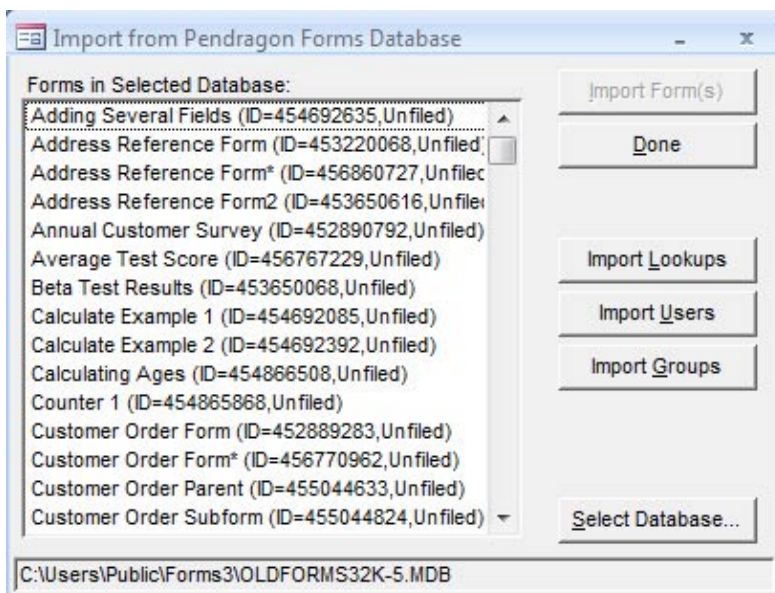 Import from Pendragon Forms Database
Forms in Selected Database:
Adding Several Fields (ID=454692635,Unfiled)
Address Reference Form (ID=453220068,Unfiled)
Address Reference Form* (ID=456860727,Unfilec
Address Reference Form2 (ID=453650616,Unfile
Annual Customer Survey (ID=452890792,Unfiled)
Average Test Score (ID=456767229,Unfiled)
Beta Test Results (ID=453650068,Unfiled)
Calculate Example 1 (ID=454692085,Unfiled)
Calculate Example 2 (ID=454692392,Unfiled)
Calculating Ages (ID=454866508,Unfiled)
Counter 1 (ID=454865868,Unfiled)
Customer Order Form (ID=452889283,Unfiled)
Customer Order Form* (ID=456770962,Unfiled)
Customer Order Parent (ID=455044633,Unfiled)
Customer Order Subform (ID=455044824,Unfiled)
Import Form(s)
Done
Import Lookups
Import Users
Import Groups
Select Database...
C:\Users\Public\Forms3\OLDFORMS32K-5.MDB